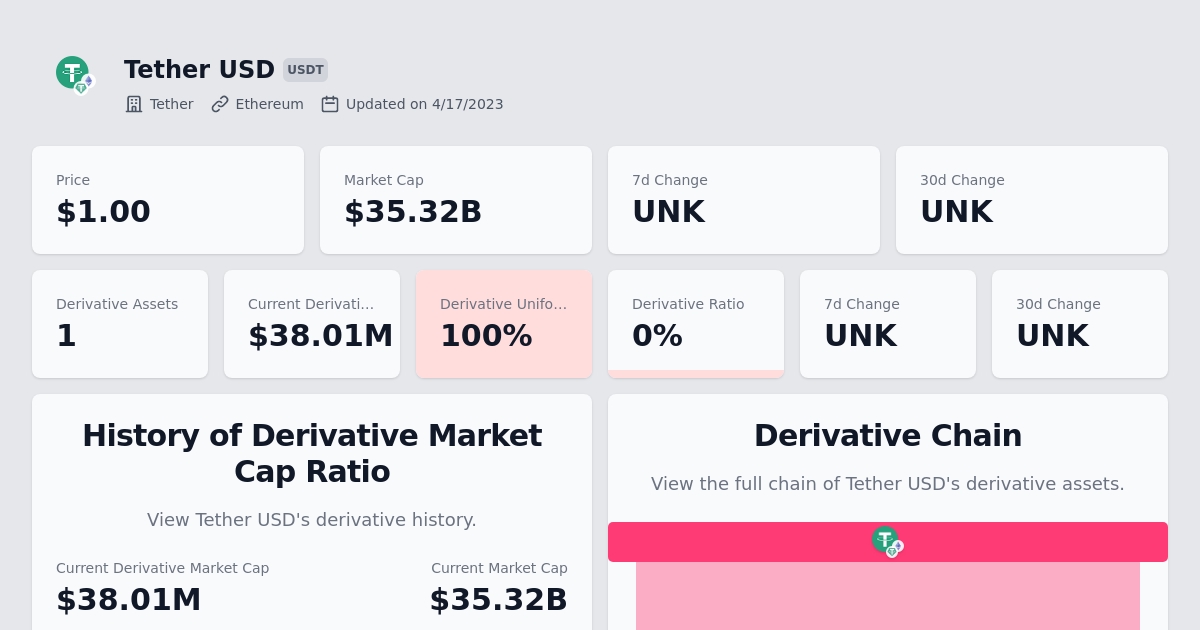 Tether USD USDT
Tether Ethereum Updated on 4/17/2023
Price
$1.00
Market Cap
$35.32B
7d Change
UNK
30d Change
UNK
Derivative Assets
1
Current Derivati...
$38.01M
Derivative Unifo...
100%
Derivative Ratio
0%
7d Change
UNK
30d Change
UNK
History of Derivative Market
Cap Ratio
View Tether USD's derivative history.
Current Derivative Market Cap
$38.01M
Current Market Cap
$35.32B
Derivative Chain
View the full chain of Tether USD's derivative assets.